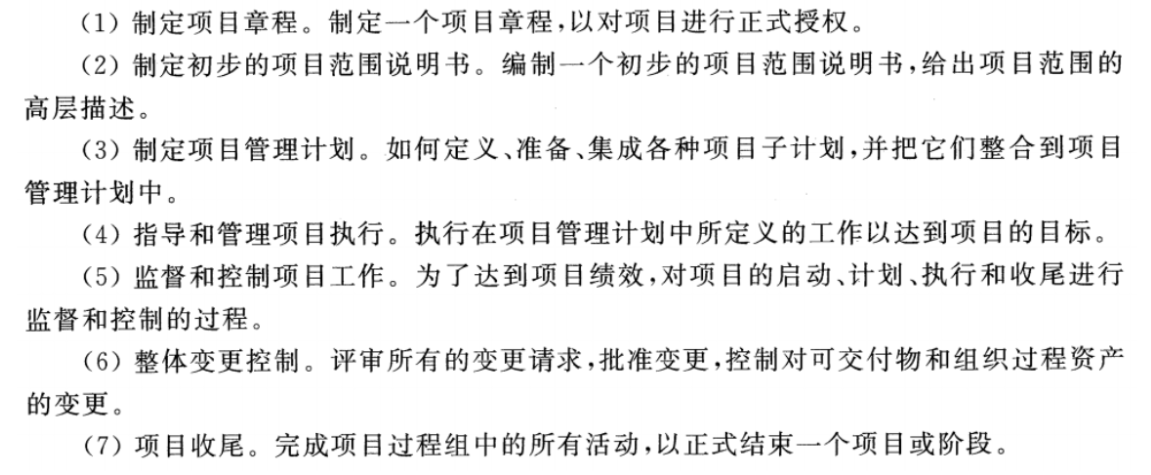 (1) 制定项目章程。制定一个项目章程,以对项目进行正式授权。
(2) 制定初步的项目范围说明书。编制一个初步的项目范围说明书,给出项目范围的
高层描述。
(3) 制定项目管理计划。如何定义、准备、集成各种项目子计划,并把它们整合到项目
管理计划中。
(4) 指导和管理项目执行。执行在项目管理计划中所定义的工作以达到项目的目标。
(5) 监督和控制项目工作。为了达到项目绩效,对项目的启动、计划、执行和收尾进行
监督和控制的过程。
(6) 整体变更控制。评审所有的变更请求,批准变更,控制对可交付物和组织过程资产
的变更。
(7) 项目收尾。完成项目过程组中的所有活动,以正式结束一个项目或阶段。